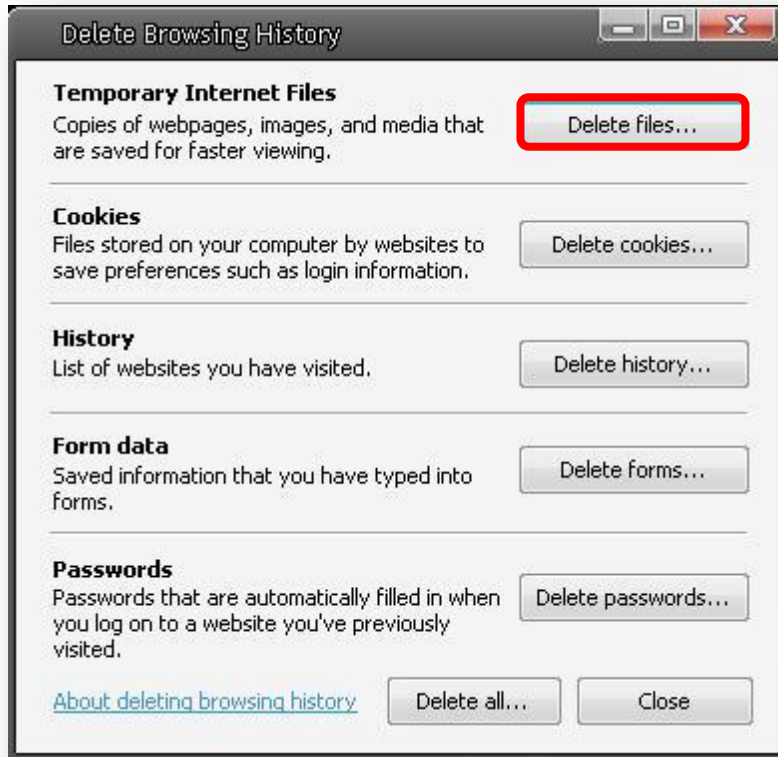 Delete Browsing History
Temporary Internet Files
Copies of webpages, images, and media that
are saved for faster viewing.
Delete files...
Cookies
Files stored on your computer by websites to
save preferences such as login information.
Delete cookies...
History
List of websites you have visited.
Delete history...
Form data
Saved information that you have typed into
forms.
Delete forms...
Passwords
Passwords that are automatically filled in when
you log on to a website you've previously
visited.
Delete passwords...
About deleting browsing history
Delete all...
Close